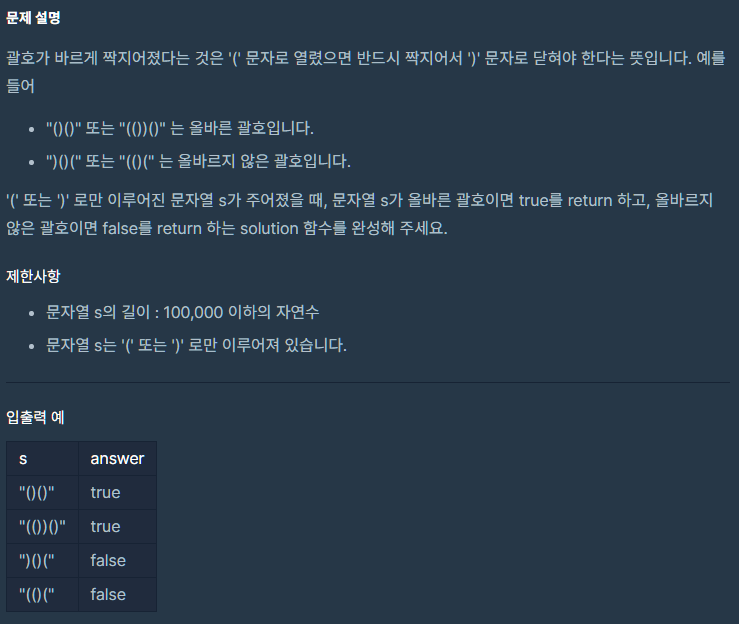 문제 설명
괄호가 바르게 짝지어졌다는 것은 '(' 문자로 열렸으면 반드시 짝지어서 ')' 문자로 닫혀야 한다는 뜻입니다. 예를
들어
• "()()" 또는 "(())()" 는 올바른 괄호입니다.
• ")()(" 또는 "(()(" 는 올바르지 않은 괄호입니다.
'(' 또는 ')' 로만 이루어진 문자열 s가 주어졌을 때, 문자열 s가 올바른 괄호이면 true를 return 하고, 올바르지
않은 괄호이면 false를 return 하는 solution 함수를 완성해 주세요.
제한사항
• 문자열 s의 길이 : 100,000 이하의 자연수
• 문자열 s는 '(' 또는 ')' 로만 이루어져 있습니다.
입출력 예
s answer
"()()" true
"(())()" true
")()(" false
"(()(" false